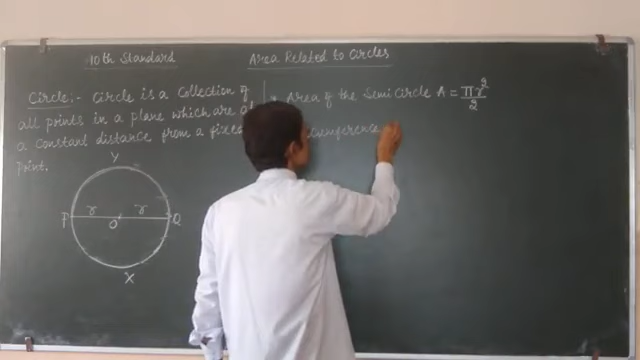 10th Standard
Area Related to Circles
Circle:- Circle is a Collection of
all points in a plane which are at
a Constant distance from a fixed
point.
Area of the Semi Circle A = πr²/2
cumference
Y
P r O r Q
X